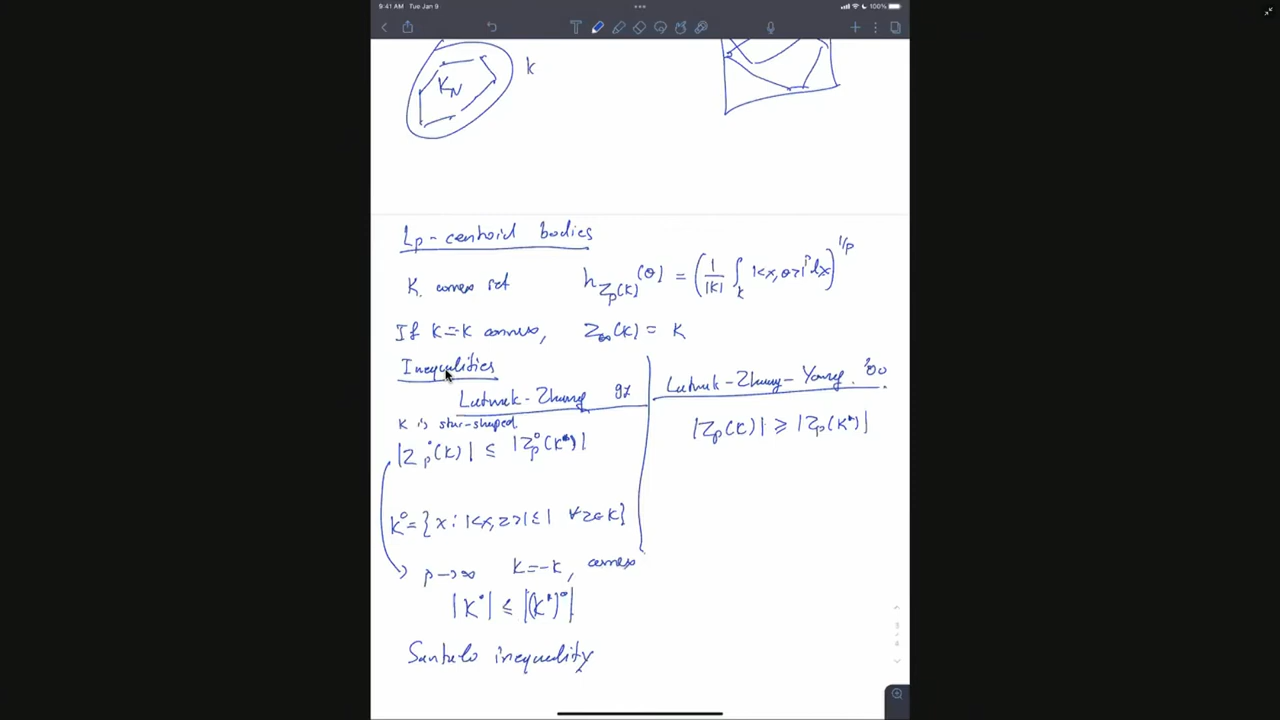 9:41 AM Tue Jan 9
100%
K_N
K
Lp-centroid bodies
K convex set h_{Z_p(K)}(θ) = (1/|K| ∫_K |<x,θ>|^p dx)^{1/p}
If K=-K convex, Z_∞(K) = K
Inequalities
Lutwak-Zhang 97
K is star-shaped
|Z_p°(K)| ≤ |Z_p°(K*)|
K° = {x : |<x,z>| ≤ 1 ∀z∈K}
→ p→∞ K=-K, convex
|K°| ≤ |(K*)°|
Santalo inequality
Lutwak-Zhang-Yang '00
|Z_p(K)| ≥ |Z_p(K*)|